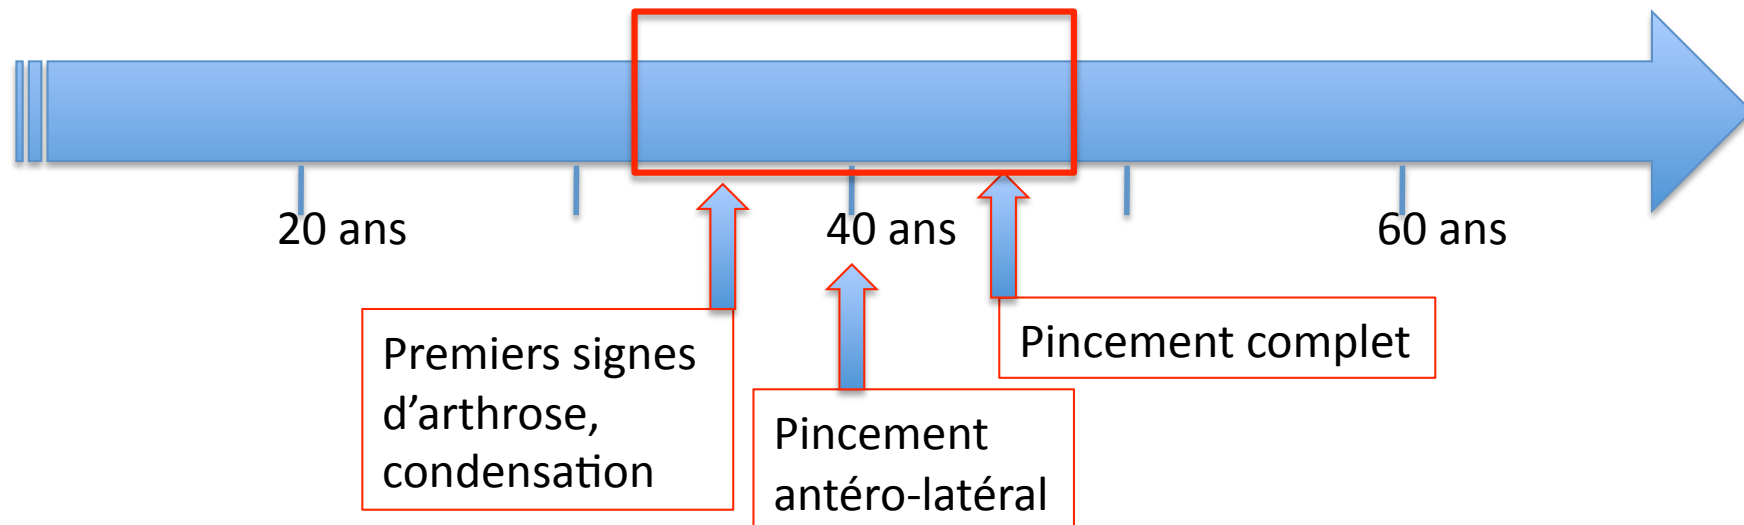 20 ans
40 ans
60 ans
Premiers signes
d’arthrose,
condensation
Pincement
antéro-latéral
Pincement complet